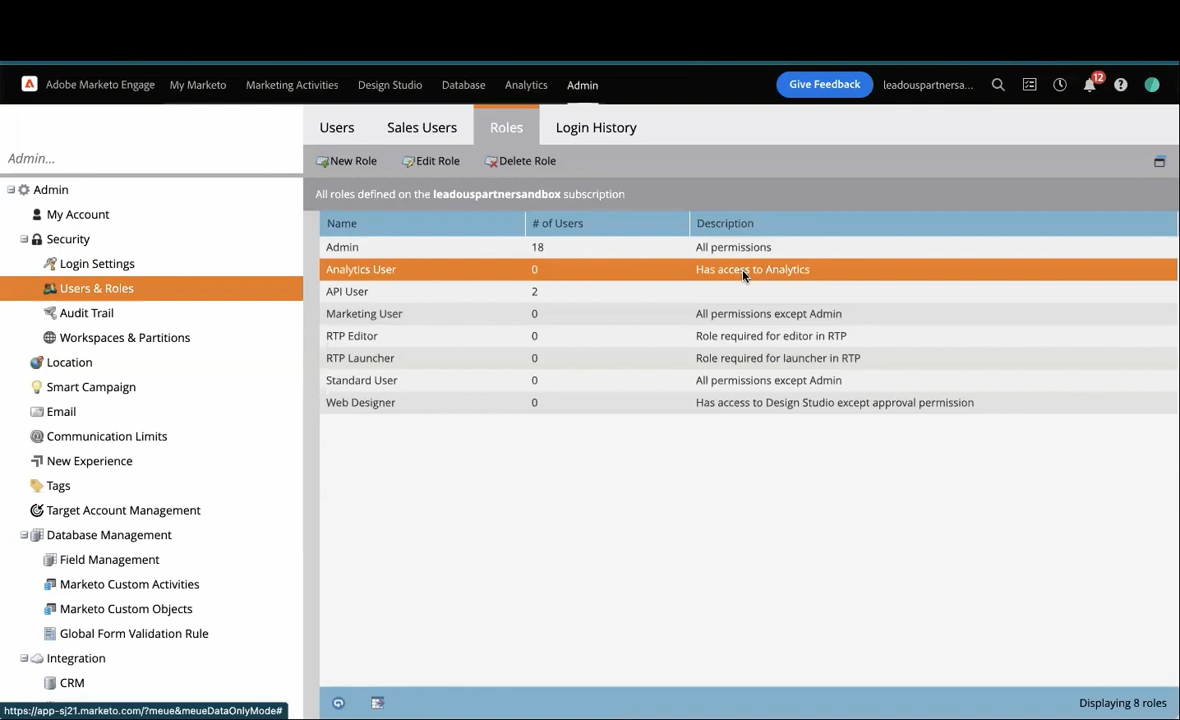 Adobe Marketo Engage My Marketo Marketing Activities Design Studio Database Analytics Admin Give Feedback leadouspartnersa... 12
Admin...
Users Sales Users Roles Login History
New Role Edit Role Delete Role
All roles defined on the leadouspartnersandbox subscription
Name # of Users Description
Admin 18 All permissions
Analytics User 0 Has access to Analytics
API User 2
Marketing User 0 All permissions except Admin
RTP Editor 0 Role required for editor in RTP
RTP Launcher 0 Role required for launcher in RTP
Standard User 0 All permissions except Admin
Web Designer 0 Has access to Design Studio except approval permission
Admin
My Account
Security
Login Settings
Users & Roles
Audit Trail
Workspaces & Partitions
Location
Smart Campaign
Email
Communication Limits
New Experience
Tags
Target Account Management
Database Management
Field Management
Marketo Custom Activities
Marketo Custom Objects
Global Form Validation Rule
Integration
CRM
https://app-sj21.marketo.com/?meue&meueDataOnlyMode#
Displaying 8 roles